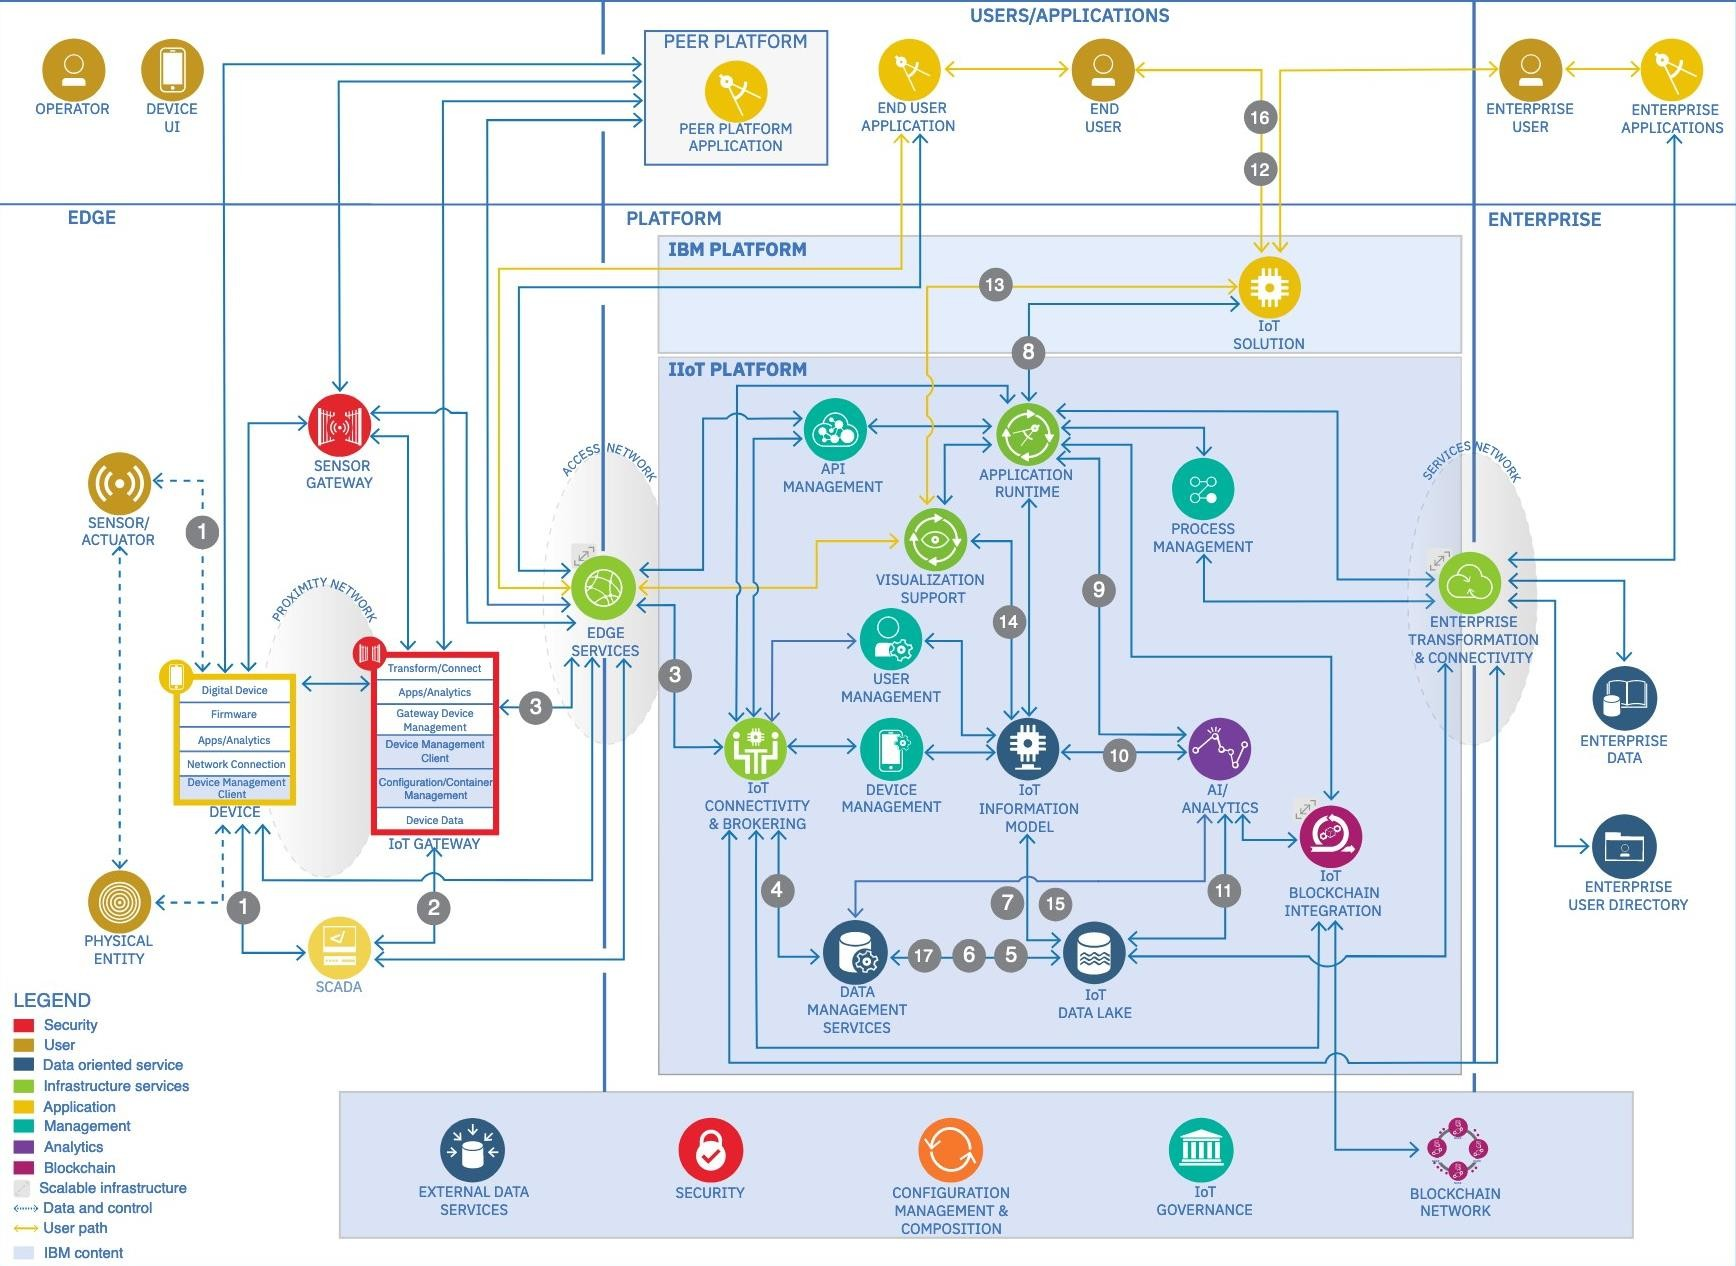 USERS/APPLICATIONS
OPERATOR
DEVICE
UI
PEER PLATFORM
PEER PLATFORM
APPLICATION
END USER
APPLICATION
END
USER
16
12
ENTERPRISE
USER
ENTERPRISE
APPLICATIONS
EDGE
PLATFORM
ENTERPRISE
IBM PLATFORM
13
IoT
SOLUTION
8
IIoT PLATFORM
SENSOR
GATEWAY
ACCESS NETWORK
API
MANAGEMENT
APPLICATION
RUNTIME
PROCESS
MANAGEMENT
SERVICES NETWORK
SENSOR/
ACTUATOR
1
PROXIMITY NETWORK
EDGE
SERVICES
VISUALIZATION
SUPPORT
9
14
ENTERPRISE
TRANSFORMATION
& CONNECTIVITY
USER
MANAGEMENT
3
3
Digital Device
Firmware
Apps/Analytics
Network Connection
Device Management
Client
DEVICE
Transform/Connect
Apps/Analytics
Gateway Device
Management
Device Management
Client
Configuration/Container
Management
Device Data
IoT GATEWAY
IoT
CONNECTIVITY
& BROKERING
DEVICE
MANAGEMENT
IoT
INFORMATION
MODEL
10
AI/
ANALYTICS
ENTERPRISE
DATA
IoT
BLOCKCHAIN
INTEGRATION
ENTERPRISE
USER DIRECTORY
1
2
4
7
15
11
PHYSICAL
ENTITY
SCADA
17
6
5
DATA
MANAGEMENT
SERVICES
IoT
DATA LAKE
LEGEND
Security
User
Data oriented service
Infrastructure services
Application
Management
Analytics
Blockchain
Scalable infrastructure
Data and control
User path
IBM content
EXTERNAL DATA
SERVICES
SECURITY
CONFIGURATION
MANAGEMENT &
COMPOSITION
IoT
GOVERNANCE
BLOCKCHAIN
NETWORK